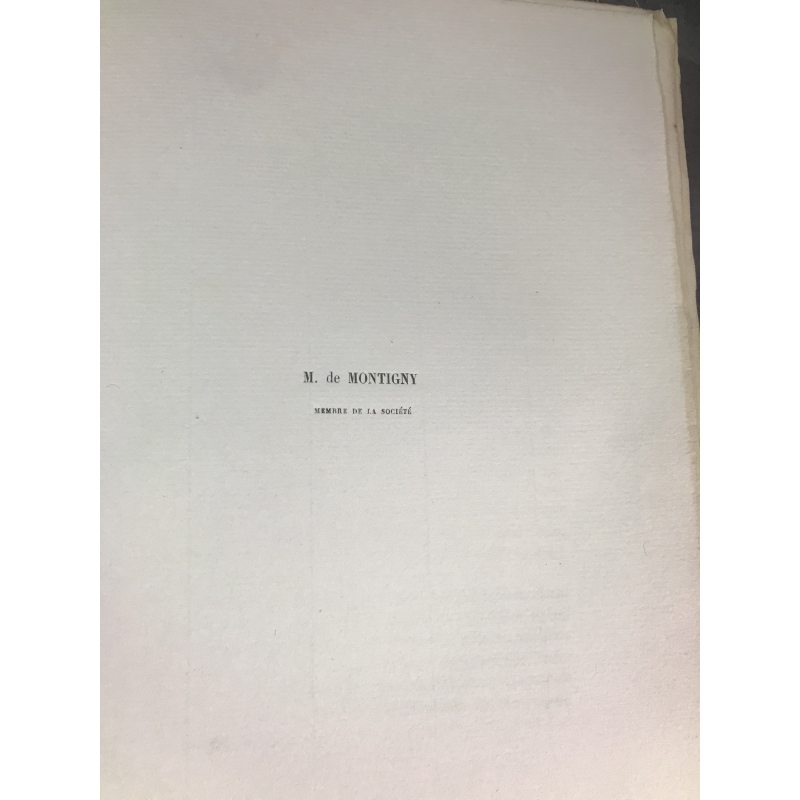 M. de MONTIGNY
MEMBRE DE LA SOCIÉTÉ